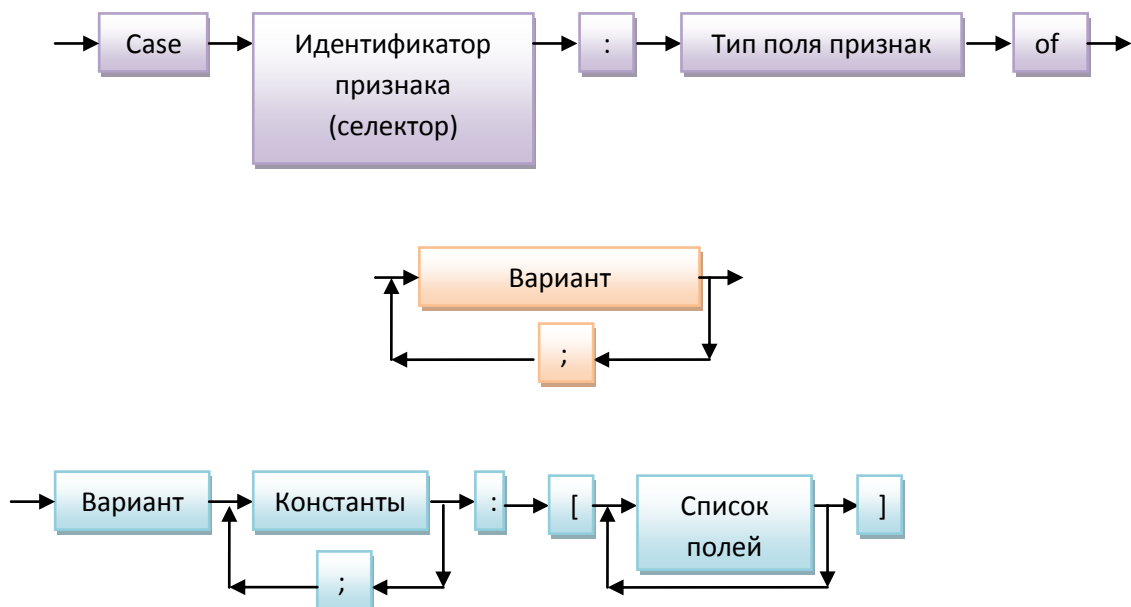 Case Идентификатор : Тип поля признак of
признака
(селектор)
Вариант
;
Вариант Константы : [ Список ]
полей
;